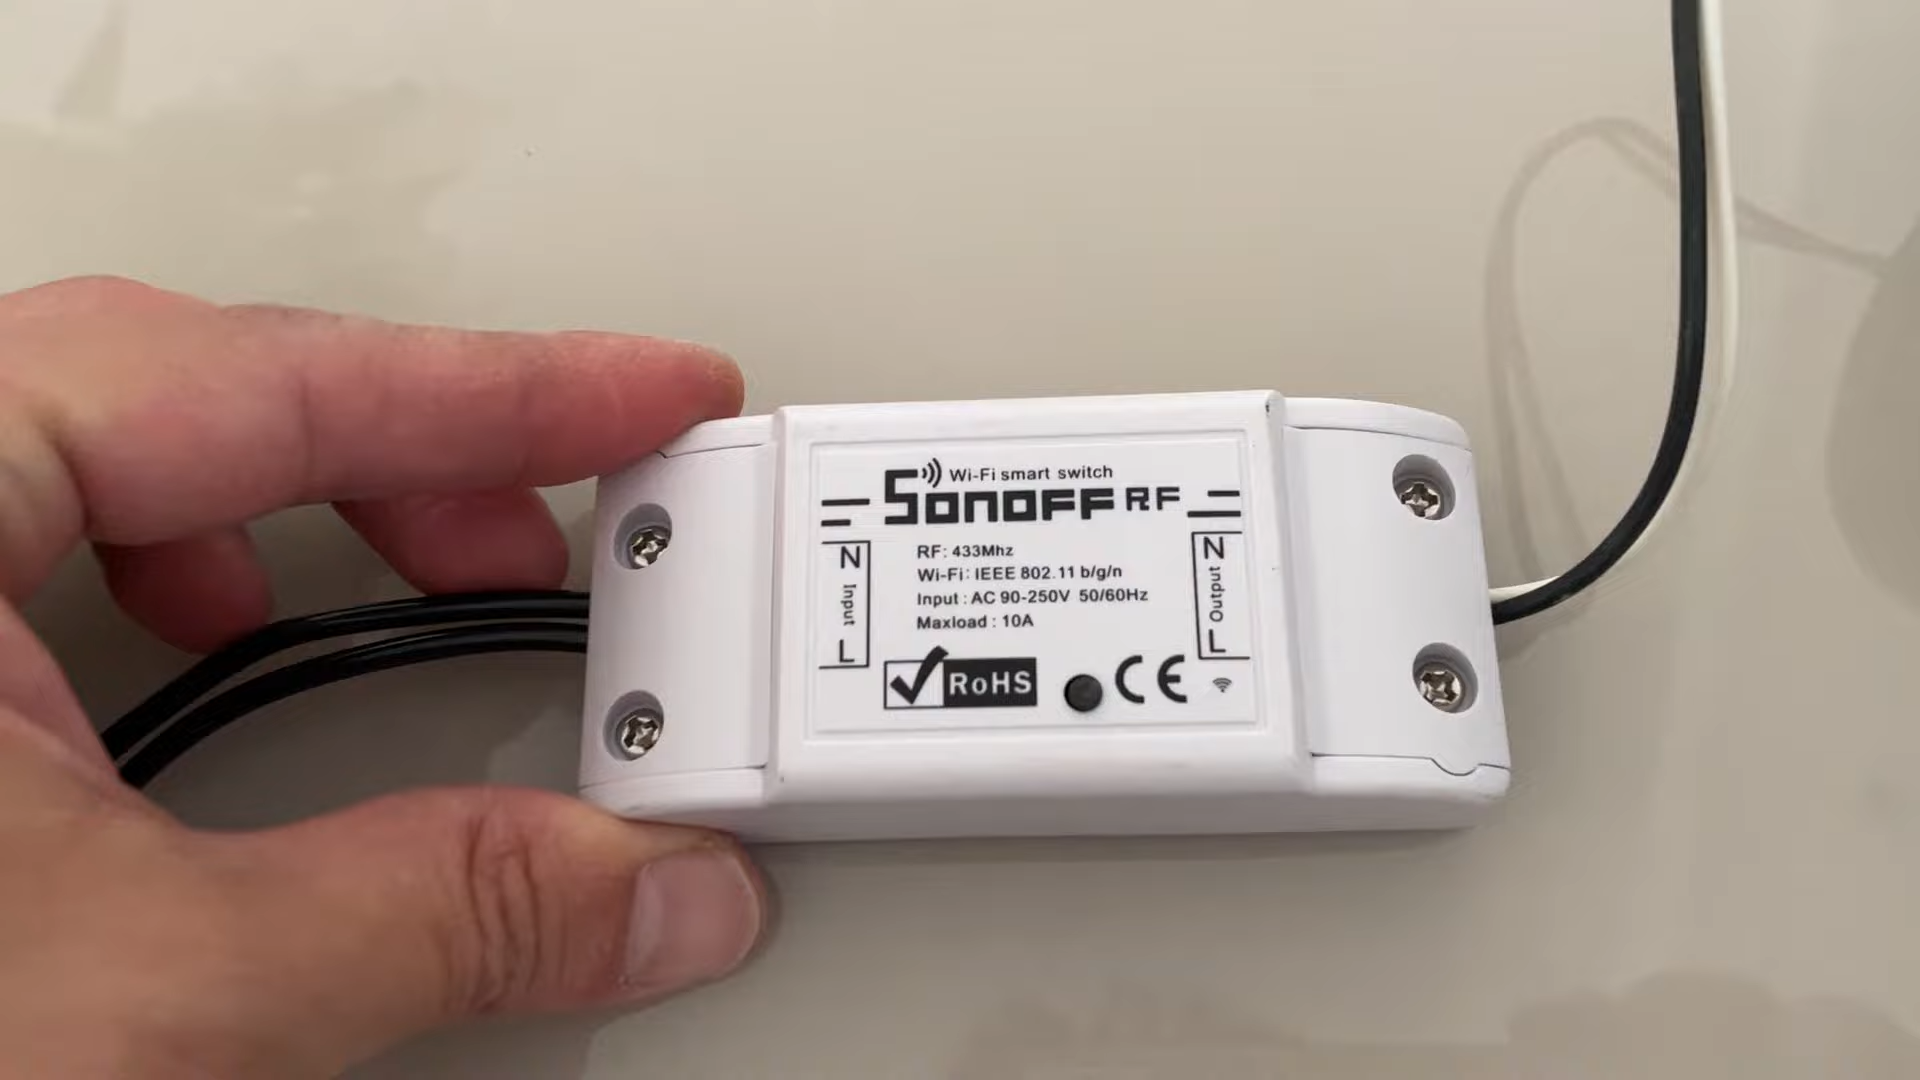 Wi-Fi smart switch
SONOFF RF
N Input L
RF: 433Mhz
Wi-Fi: IEEE 802.11 b/g/n
Input : AC 90-250V 50/60Hz
Maxload : 10A
N Output L
RoHS
CE